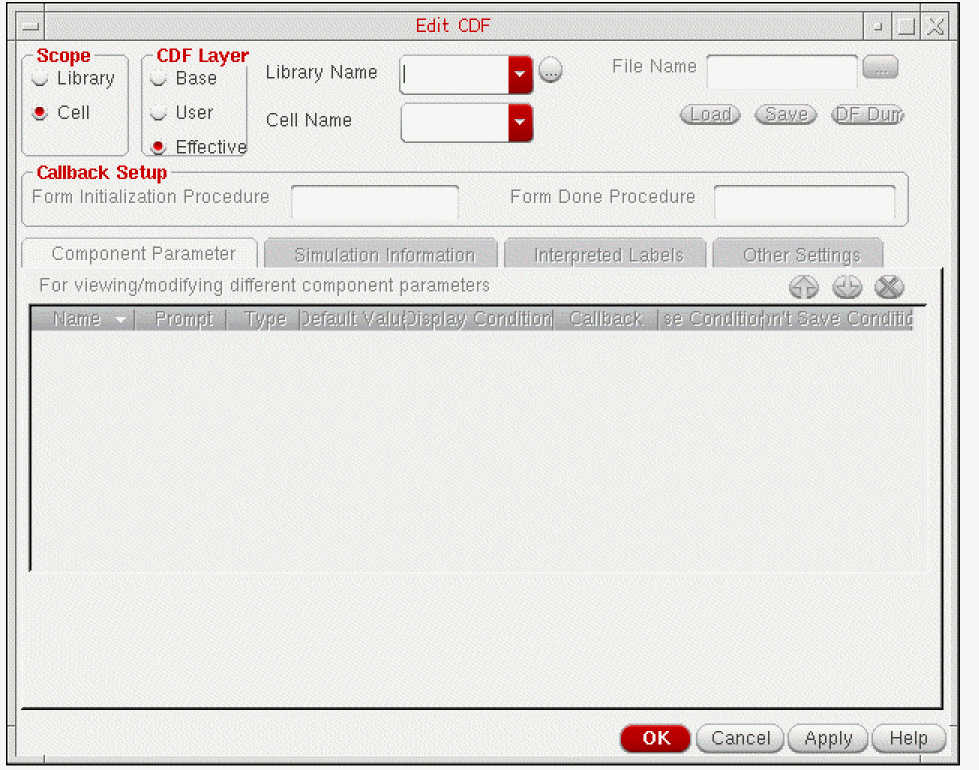 Edit CDF
Scope
Library
Cell
CDF Layer
Base
User
Effective
Library Name
Cell Name
File Name
...
...
Load
Save
DF Dum
Callback Setup
Form Initialization Procedure
Form Done Procedure
Component Parameter
Simulation Information
Interpreted Labels
Other Settings
For viewing/modifying different component parameters
Name Prompt Type Default Valu Display Condition Callback se Condition n't Save Conditio
OK
Cancel
Apply
Help